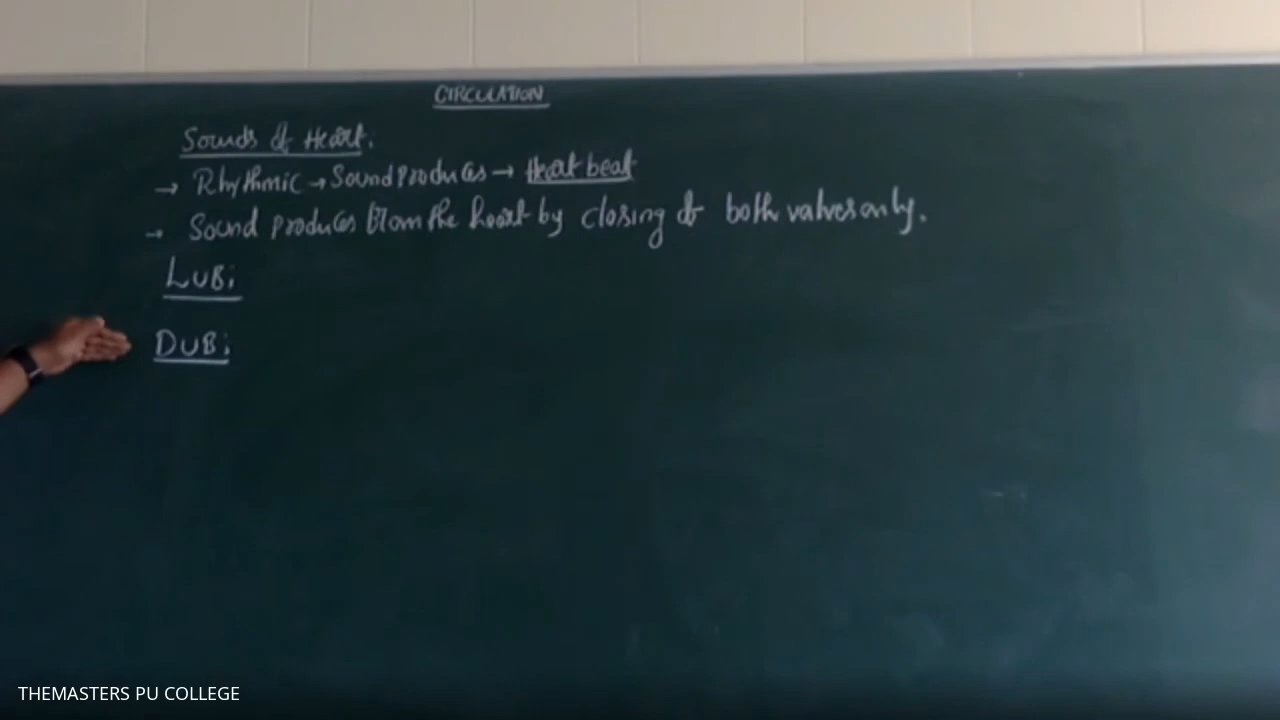 CIRCULATION
Sounds of Heart:
→ Rhythmic → Sound produces → Heart beat
→ Sound produces from the heart by closing of both valves only.
LUB:
DUB:
THEMASTERS PU COLLEGE